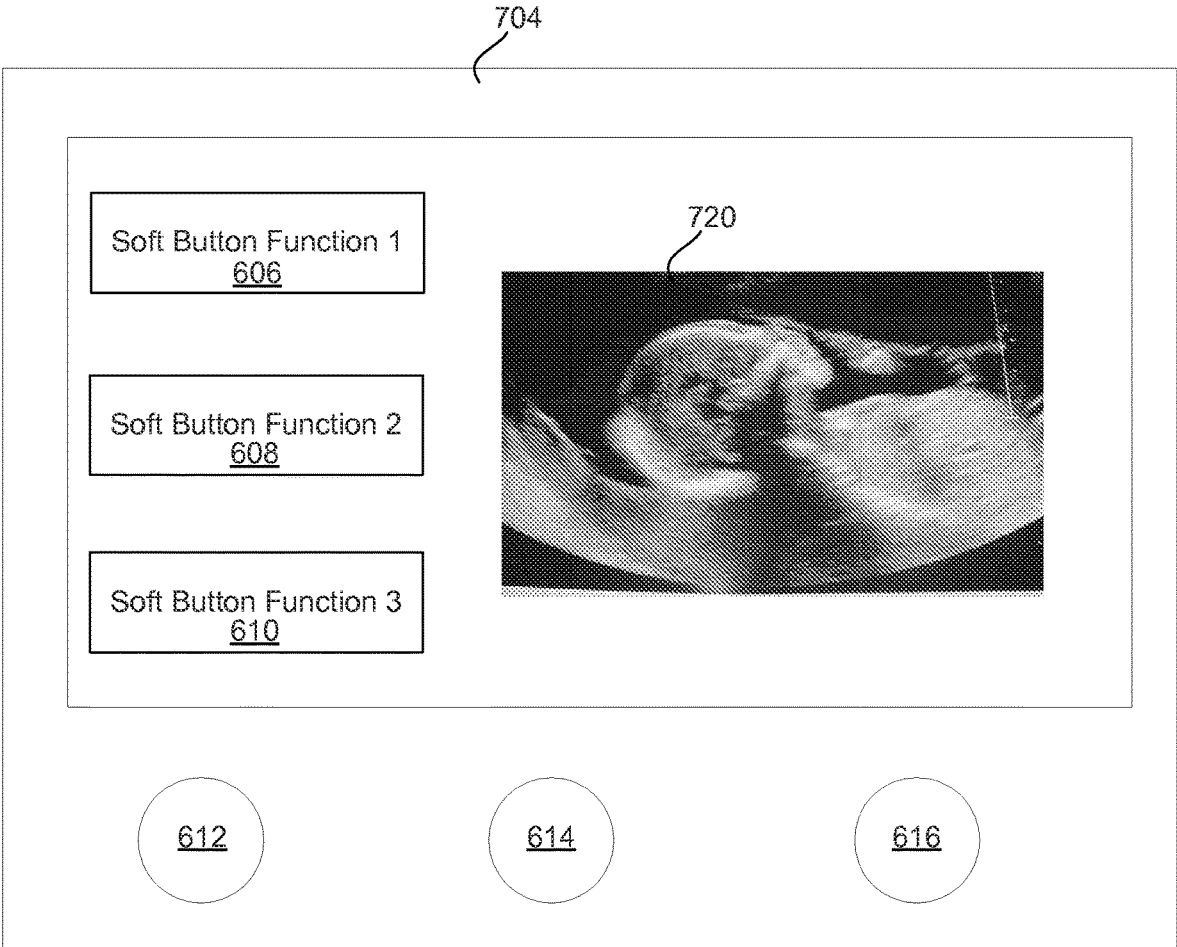 704
Soft Button Function 1
606
720
Soft Button Function 2
608
Soft Button Function 3
610
612
614
616